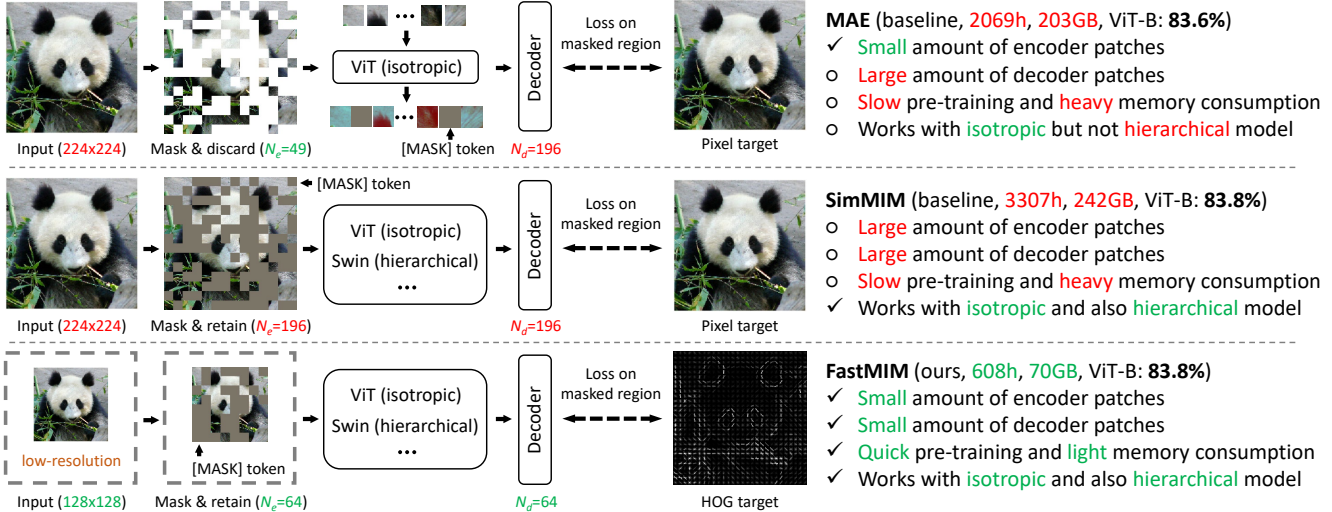 Loss on
masked region
ViT (isotropic)
Decoder
[MASK] token
Input (224x224)
Mask & discard (Ne=49)
Nd=196
Pixel target
MAE (baseline, 2069h, 203GB, ViT-B: 83.6%)
✓ Small amount of encoder patches
○ Large amount of decoder patches
○ Slow pre-training and heavy memory consumption
○ Works with isotropic but not hierarchical model
[MASK] token
ViT (isotropic)
Swin (hierarchical)
•••
Decoder
Loss on
masked region
Input (224x224)
Mask & retain (Ne=196)
Nd=196
Pixel target
SimMIM (baseline, 3307h, 242GB, ViT-B: 83.8%)
○ Large amount of encoder patches
○ Large amount of decoder patches
○ Slow pre-training and heavy memory consumption
✓ Works with isotropic and also hierarchical model
low-resolution
[MASK] token
ViT (isotropic)
Swin (hierarchical)
•••
Decoder
Loss on
masked region
Input (128x128)
Mask & retain (Ne=64)
Nd=64
HOG target
FastMIM (ours, 608h, 70GB, ViT-B: 83.8%)
✓ Small amount of encoder patches
✓ Small amount of decoder patches
✓ Quick pre-training and light memory consumption
✓ Works with isotropic and also hierarchical model